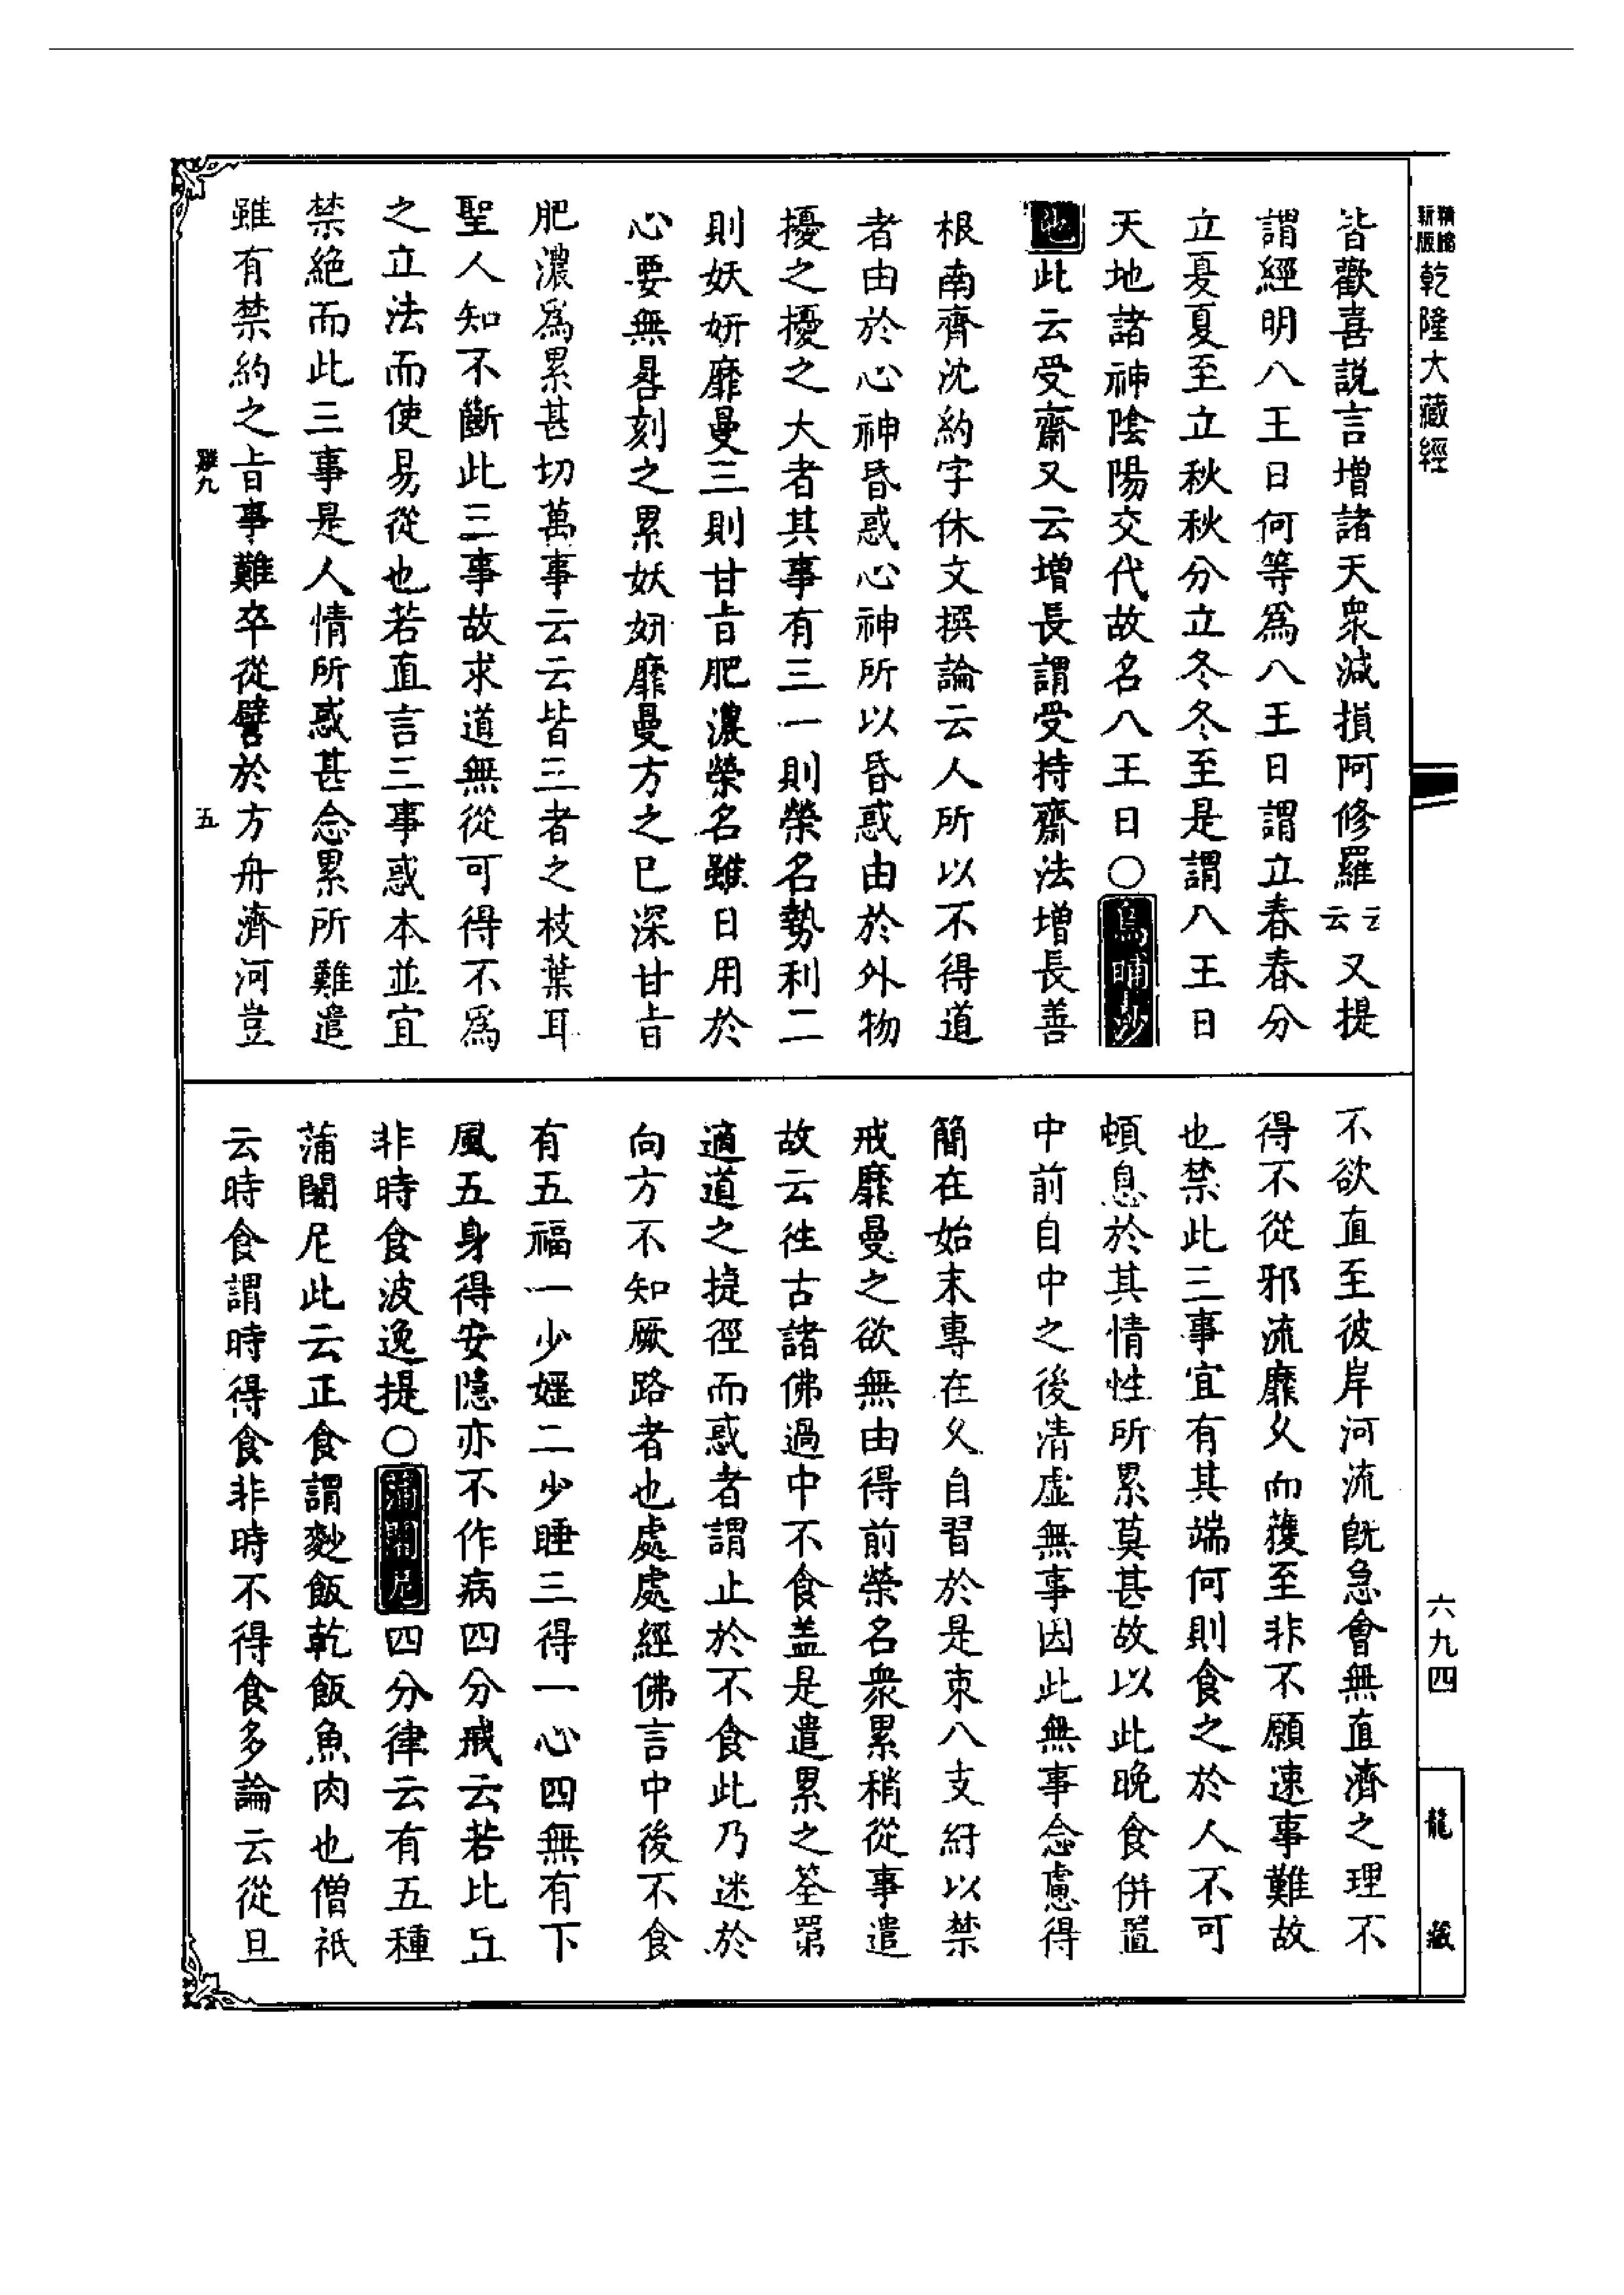 精編
新版
乾隆大藏經
皆歡喜説言增諸天衆減損阿修羅云云又提
謂經明八王日何等爲八王日謂立春春分
立夏夏至立秋秋分立冬冬至是謂八王日
天地諸神陰陽交代故名八王日○烏晡沙
他此云受齋又云增長謂受持齋法增長善
根南齊沈約字休文撰論云人所以不得道
者由於心神昏惑心神所以昏惑由於外物
擾之擾之大者其事有三一則榮名勢利二
則妖妍靡曼三則甘旨肥濃榮名雖日用於
心要無晷刻之累妖妍靡曼方之已深甘旨
肥濃爲累甚切萬事云云皆三者之枝葉耳
聖人知不斷此三事故求道無從可得不爲
之立法而使易從也若直言三事惑本並宜
禁絶而此三事是人情所惑甚念累所難遣
雖有禁約之旨事難卒從譬於方舟濟河豈
五
不欲直至彼岸河流旣急會無直濟之理不
得不從邪流靡久而獲至非不願速事難故
也禁此三事宜有其端何則食之於人不可
頓息於其情性所累莫甚故以此晚食併置
中前自中之後清虚無事因此無事念慮得
簡在始末專在久自習於是束八支紆以禁
戒靡曼之欲無由得前榮名衆累稍從事遣
故云徃古諸佛過中不食盖是遣累之筌罤
適道之捷徑而惑者謂止於不食此乃迷於
向方不知厥路者也處處經佛言中後不食
有五福一少婬二少睡三得一心四無有下
風五身得安隱亦不作病四分戒云若比丘
非時食波逸提○蒲闍尼四分律云有五種
蒲闍尼此云正食謂麨飯乾飯魚肉也僧祇
云時食謂時得食非時不得食多論云從旦
六九四
龍藏